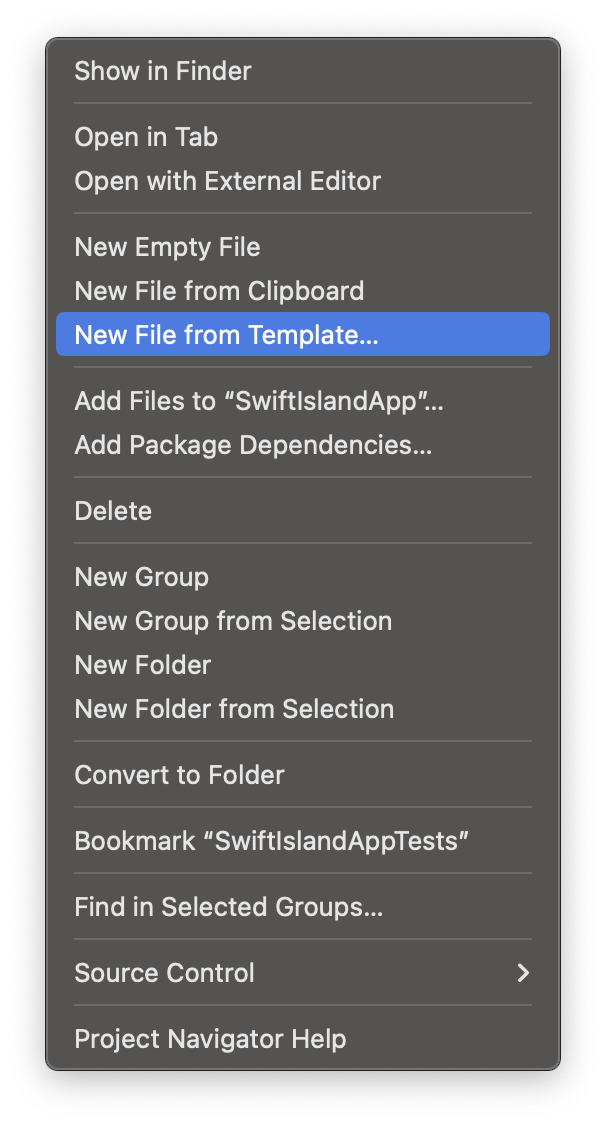 Show in Finder
Open in Tab
Open with External Editor
New Empty File
New File from Clipboard
New File from Template...
Add Files to “SwiftIslandApp”...
Add Package Dependencies...
Delete
New Group
New Group from Selection
New Folder
New Folder from Selection
Convert to Folder
Bookmark “SwiftIslandAppTests”
Find in Selected Groups...
Source Control
Project Navigator Help